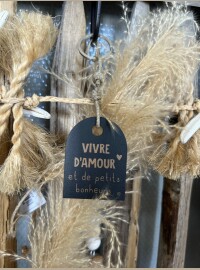 VIVRE
D'AMOUR
et de petits
bonheurs